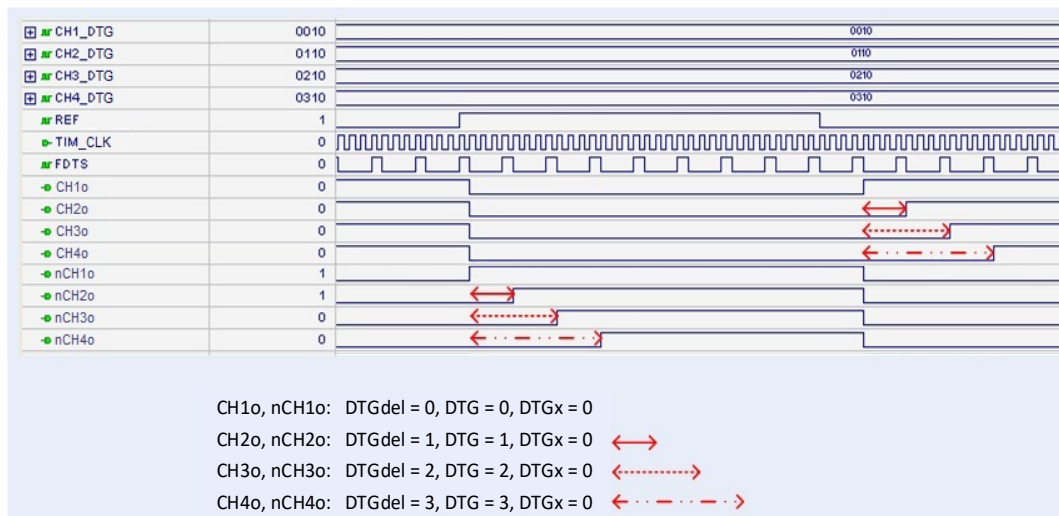 CH1_DTG 0010 0010
CH2_DTG 0110 0110
CH3_DTG 0210 0210
CH4_DTG 0310 0310
REF 1
TIM_CLK 0
FDTS 0
CH1o 0
CH2o 0
CH3o 0
CH4o 0
nCH1o 1
nCH2o 1
nCH3o 0
nCH4o 0
CH1o, nCH1o: DTGdel = 0, DTG = 0, DTGx = 0
CH2o, nCH2o: DTGdel = 1, DTG = 1, DTGx = 0
CH3o, nCH3o: DTGdel = 2, DTG = 2, DTGx = 0
CH4o, nCH4o: DTGdel = 3, DTG = 3, DTGx = 0